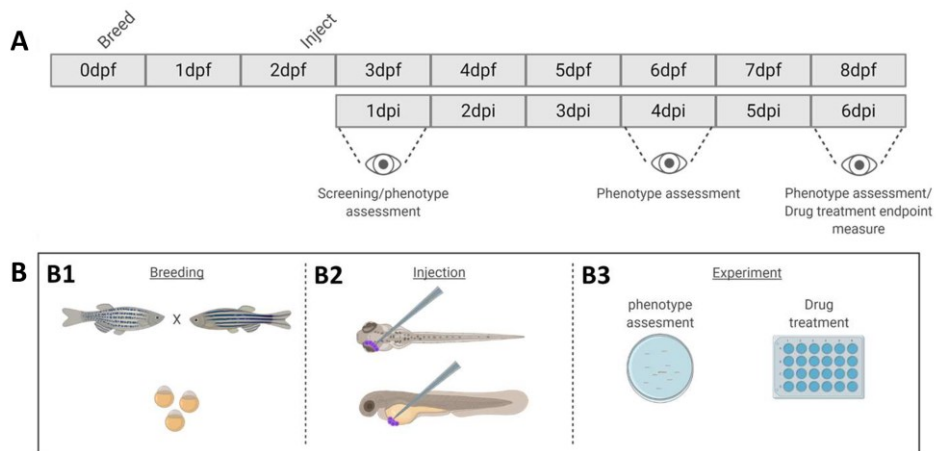 A
Breed
Inject
0dpf 1dpf 2dpf 3dpf 4dpf 5dpf 6dpf 7dpf 8dpf
1dpi 2dpi 3dpi 4dpi 5dpi 6dpi
Screening/phenotype
assessment
Phenotype assessment
Phenotype assessment/
Drug treatment endpoint
measure
B
B1
Breeding
X
B2
Injection
B3
Experiment
phenotype
assesment
Drug
treatment